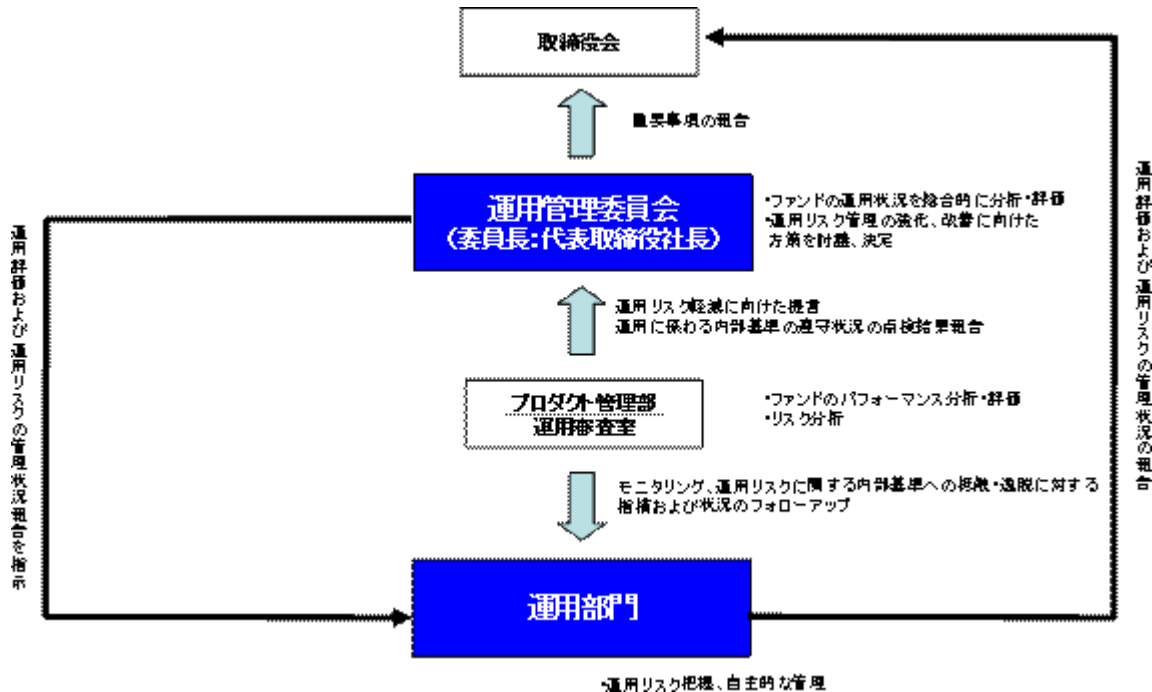 取締役会
重要事項の報告
運用管理委員会
（委員長：代表取締役社長）
・ファンドの運用状況を総合的に分析・評価
・運用リスク管理の強化、改善に向けた
方策を討議、決定
運用リスク軽減に向けた提言
運用に係わる内部基準の遵守状況の点検結果報告
プロダクト管理部
運用審査室
・ファンドのパフォーマンス分析・評価
・リスク分析
モニタリング、運用リスクに関する内部基準への抵触・逸脱に対する
指摘および状況のフォローアップ
運用部門
・運用リスク把握、自主的な管理
運用評価および運用リスクの管理状況報告を指示
運用評価および運用リスクの管理状況の報告